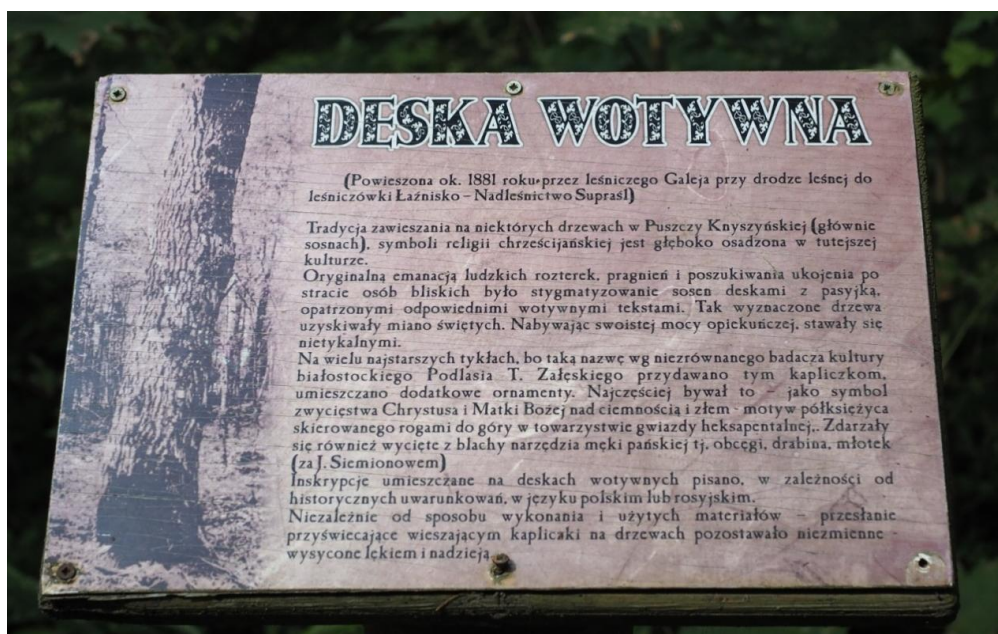 DESKA WOTYWNA
(Powieszona ok. 1881 roku przez leśniczego Galeja przy drodze leśnej do
leśniczówki Łaźnisko - Nadleśnictwo Supraśl)
Tradycja zawieszania na niektórych drzewach w Puszczy Knyszyńskiej (głównie
sosnach), symboli religii chrześcijańskiej jest głęboko osadzona w tutejszej
kulturze.
Oryginalną emanacją ludzkich rozterek, pragnień i poszukiwania ukojenia po
stracie osób bliskich było stygmatyzowanie sosen deskami z pasyjką,
opatrzonymi odpowiednimi wotywnymi tekstami. Tak wyznaczone drzewa
uzyskiwały miano świętych. Nabywając swoistej mocy opiekuńczej, stawały się
nietykalnymi.
Na wielu najstarszych tykłach, bo taką nazwę wg niezrównanego badacza kultury
białostockiego Podlasia T. Załęskiego przydawano tym kapliczkom,
umieszczano dodatkowe ornamenty. Najczęściej bywał to - jako symbol
zwycięstwa Chrystusa i Matki Bożej nad ciemnością i złem - motyw półksiężyca
skierowanego rogami do góry w towarzystwie gwiazdy heksapentalnej,. Zdarzały
się również wycięte z blachy narzędzia męki pańskiej tj. obcęgi, drabina, młotek
(za J. Siemionowem)
Inskrypcje umieszczane na deskach wotywnych pisano, w zależności od
historycznych uwarunkowań, w języku polskim lub rosyjskim.
Niezależnie od sposobu wykonania i użytych materiałów - przesłanie
przyświecające wieszającym kapliczki na drzewach pozostawało niezmienne -
wysycone lękiem i nadzieją